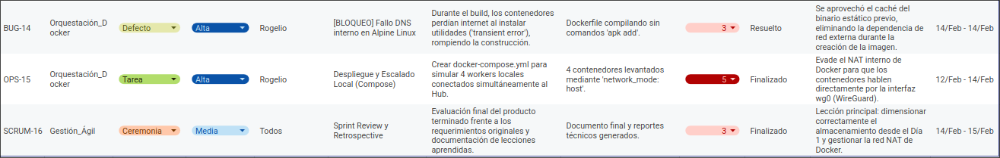 BUG-14
Orquestación_D
ocker
Defecto
Alta
Rogelio
[BLOQUEO] Fallo DNS
interno en Alpine Linux
Durante el build, los contenedores
perdían internet al instalar
utilidades ('transient error'),
rompiendo la construcción.
Dockerfile compilando sin
comandos 'apk add'.
3
Resuelto
Se aprovechó el caché del
binario estático previo,
eliminando la dependencia de
red externa durante la
creación de la imagen.
14/Feb - 14/Feb
OPS-15
Orquestación_D
ocker
Tarea
Alta
Rogelio
Despliegue y Escalado
Local (Compose)
Crear docker-compose.yml para
simular 4 workers locales
conectados simultáneamente al
Hub.
4 contenedores levantados
mediante 'network_mode:
host'.
5
Finalizado
Evade el NAT interno de
Docker para que los
contenedores hablen
directamente por la interfaz
wg0 (WireGuard).
12/Feb - 14/Feb
SCRUM-16
Gestión_Ágil
Ceremonia
Media
Todos
Sprint Review y
Retrospective
Evaluación final del producto
terminado frente a los
requerimientos originales y
documentación de lecciones
aprendidas.
Documento final y reportes
técnicos generados.
3
Finalizado
Lección principal: dimensionar
correctamente el
almacenamiento desde el Día
1 y gestionar la red NAT de
Docker.
14/Feb - 15/Feb